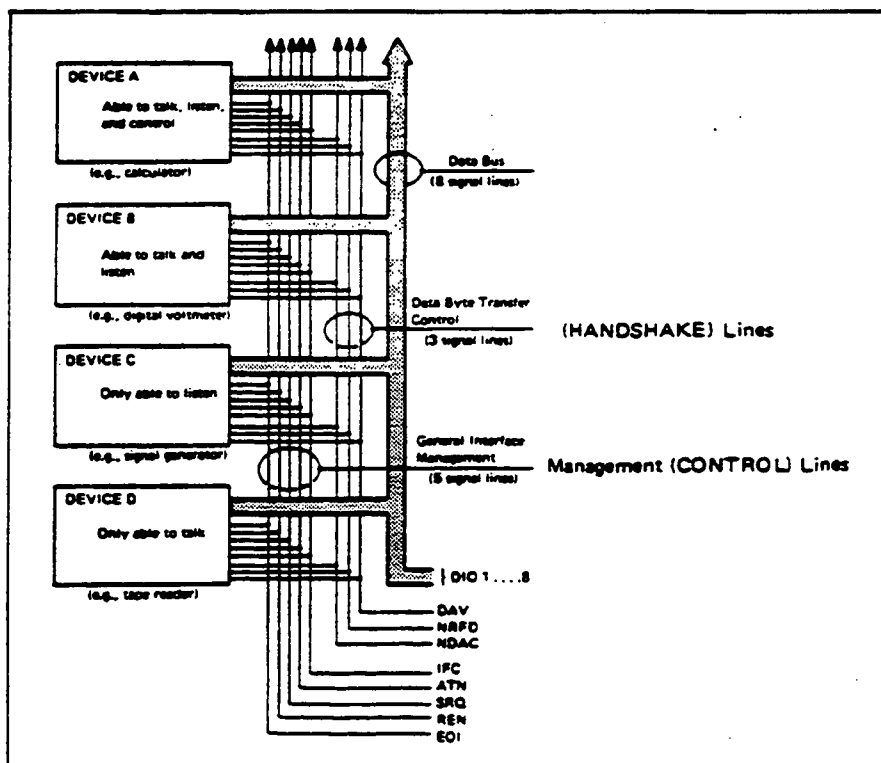 DEVICE A
Able to talk, listen,
and control
(e.g., calculator)
Data Bus
(8 signal lines)
DEVICE B
Able to talk and
listen
(e.g., digital voltmeter)
Data Byte Transfer
Control
(3 signal lines)
(HANDSHAKE) Lines
DEVICE C
Only able to listen
(e.g., signal generator)
General Interface
Management
(5 signal lines)
Management (CONTROL) Lines
DEVICE D
Only able to talk
(e.g., tape reader)
} DIO 1 . . . . 8
DAV
NRFD
NDAC
IFC
ATN
SRQ
REN
EOI